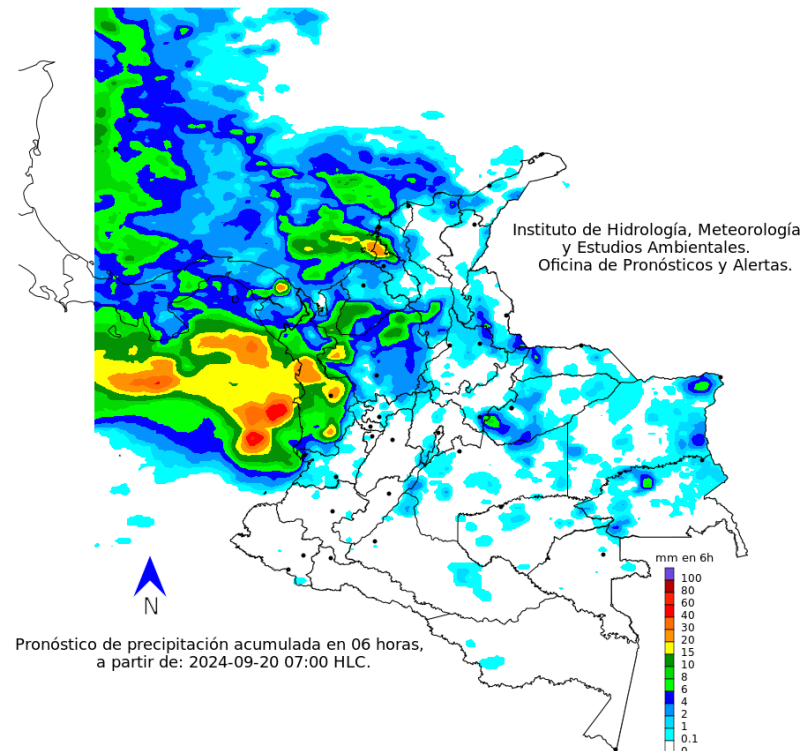 Instituto de Hidrología, Meteorología
y Estudios Ambientales.
Oficina de Pronósticos y Alertas.
mm en 6h
100
80
60
40
30
20
15
10
8
6
4
2
1
0.1
0
N
Pronóstico de precipitación acumulada en 06 horas,
a partir de: 2024-09-20 07:00 HLC.